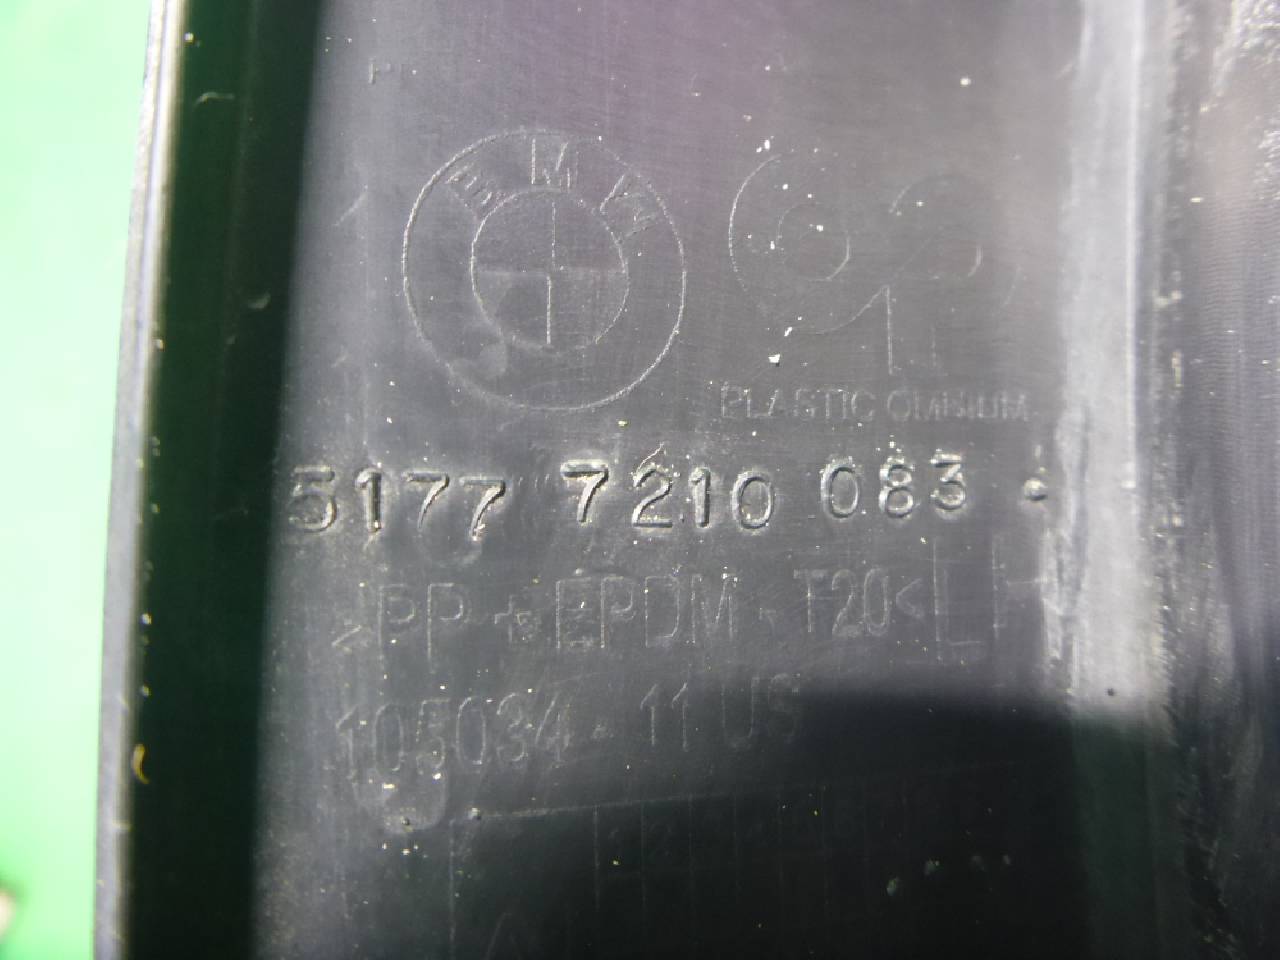 BMW
PLASTIC OMNIUM
5177 7210 083
>PP+EPDM-T20< LH
105034-11 US